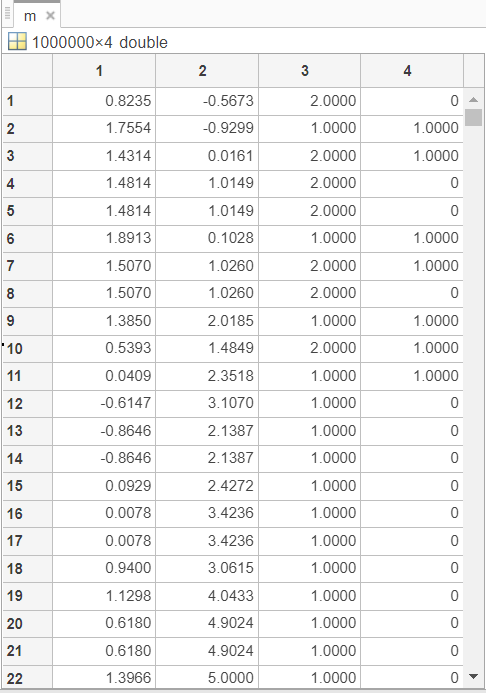 m ×
1000000×4 double
1 2 3 4
1 0.8235 -0.5673 2.0000 0
2 1.7554 -0.9299 1.0000 1.0000
3 1.4314 0.0161 2.0000 1.0000
4 1.4814 1.0149 2.0000 0
5 1.4814 1.0149 2.0000 0
6 1.8913 0.1028 1.0000 1.0000
7 1.5070 1.0260 2.0000 1.0000
8 1.5070 1.0260 2.0000 0
9 1.3850 2.0185 1.0000 1.0000
10 0.5393 1.4849 2.0000 1.0000
11 0.0409 2.3518 1.0000 1.0000
12 -0.6147 3.1070 1.0000 0
13 -0.8646 2.1387 1.0000 0
14 -0.8646 2.1387 1.0000 0
15 0.0929 2.4272 1.0000 0
16 0.0078 3.4236 1.0000 0
17 0.0078 3.4236 1.0000 0
18 0.9400 3.0615 1.0000 0
19 1.1298 4.0433 1.0000 0
20 0.6180 4.9024 1.0000 0
21 0.6180 4.9024 1.0000 0
22 1.3966 5.0000 1.0000 0